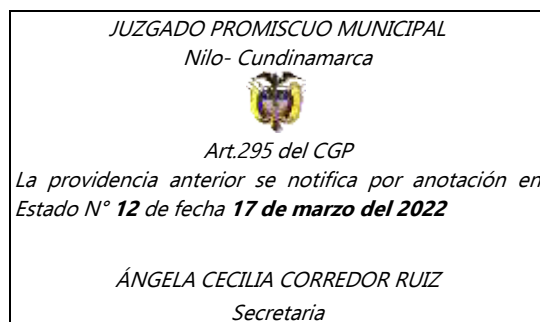 JUZGADO PROMISCUO MUNICIPAL
Nilo- Cundinamarca
Art.295 del CGP
La providencia anterior se notifica por anotación en
Estado N° 12 de fecha 17 de marzo del 2022
ÁNGELA CECILIA CORREDOR RUIZ
Secretaria